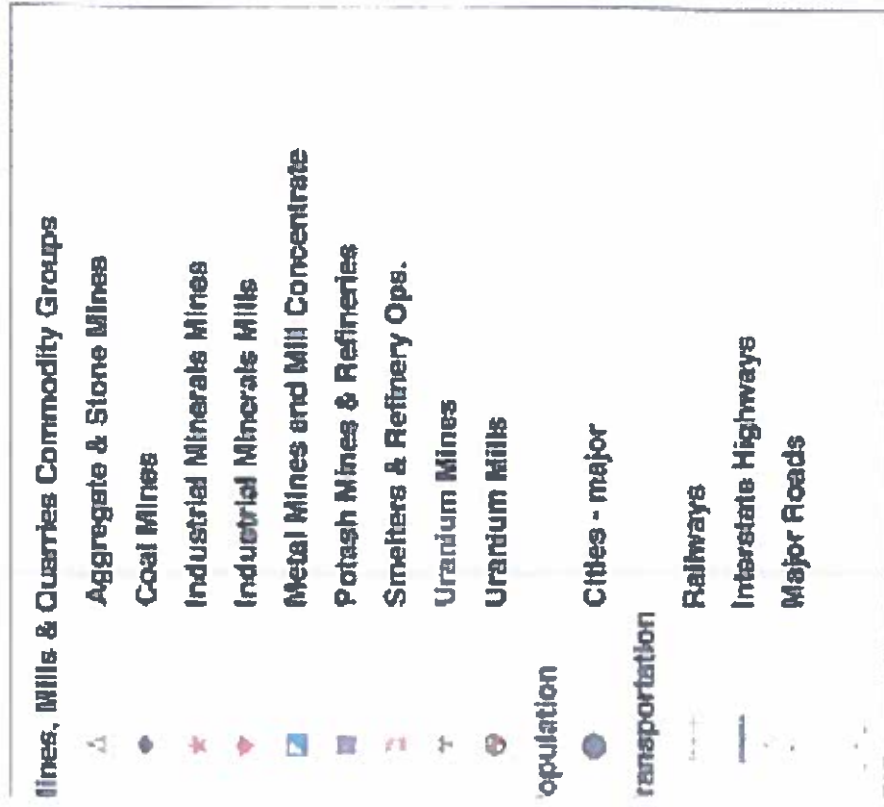 lines, Mills & Quarries Commodity Groups
Aggregate & Stone Mines
Coal Mines
Industrial Minerals Mines
Industrial Minerals Mills
Metal Mines and Mill Concentrate
Potash Mines & Refineries
Smelters & Refinery Ops.
Uranium Mines
Uranium Mills
opulation
Cities - major
ransportation
Railways
Interstate Highways
Major Roads